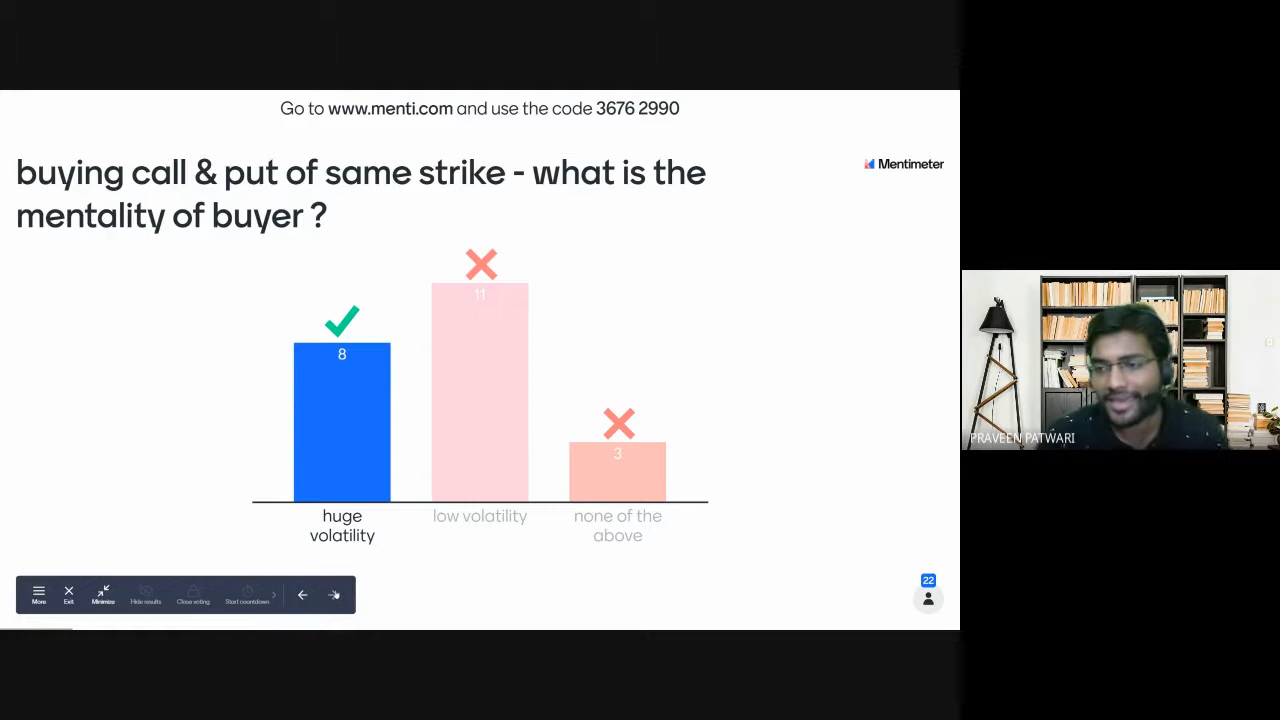 Go to www.menti.com and use the code 3676 2990
buying call & put of same strike - what is the
mentality of buyer ?
Mentimeter
8
11
3
huge
volatility
low volatility
none of the
above
More
Exit
Minimize
Hide results
Close voting
Start countdown
22
PRAVEEN PATWARI